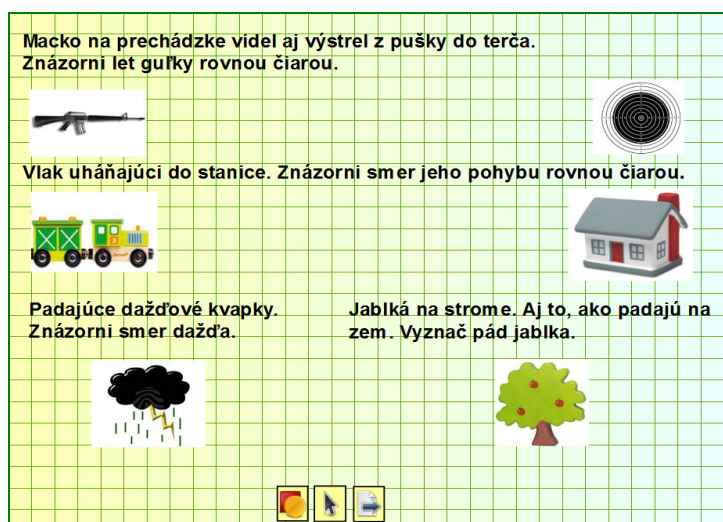 Macko na prechádzke videl aj výstrel z pušky do terča.
Znázorni let guľky rovnou čiarou.
Vlak uháňajúci do stanice. Znázorni smer jeho pohybu rovnou čiarou.
Padajúce dažďové kvapky.
Znázorni smer dažďa.
Jablká na strome. Aj to, ako padajú na
zem. Vyznač pád jablka.